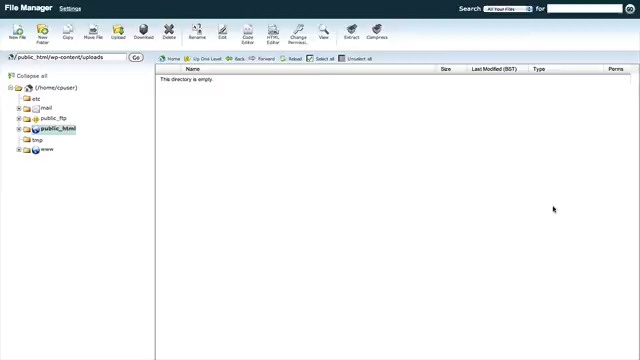 File Manager Settings Search All Your Files for Go
New File New Folder Copy Move File Upload Download Delete Rename Edit Code Editor HTML Editor Change Permiss.. View Extract Compress
/public_html/wp-content/uploads Go Home Up One Level Back Forward Reload Select all Unselect all
Name Size Last Modified (BST) Type Perms
Collapse all This directory is empty.
(/home/cpuser)
etc
mail
public_ftp
public_html
tmp
www